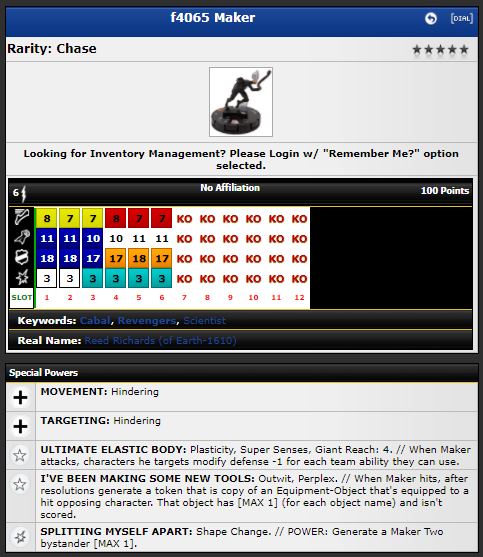 f4065 Maker
[DIAL]
Rarity: Chase
Looking for Inventory Management? Please Login w/ "Remember Me?" option
selected.
6 No Affiliation 100 Points
8 7 7 8 7 7 KO KO KO KO KO KO
11 11 10 10 11 11 KO KO KO KO KO KO
18 18 17 17 18 17 KO KO KO KO KO KO
3 3 3 3 3 3 KO KO KO KO KO KO
SLOT 1 2 3 4 5 6 7 8 9 10 11 12
Keywords: Cabal, Revengers, Scientist
Real Name: Reed Richards (of Earth-1610)
Special Powers
MOVEMENT: Hindering
TARGETING: Hindering
ULTIMATE ELASTIC BODY: Plasticity, Super Senses, Giant Reach: 4. // When Maker
attacks, characters he targets modify defense -1 for each team ability they can use.
I'VE BEEN MAKING SOME NEW TOOLS: Outwit, Perplex. // When Maker hits, after
resolutions generate a token that is copy of an Equipment-Object that's equipped to a
hit opposing character. That object has [MAX 1] (for each object name) and isn't
scored.
SPLITTING MYSELF APART: Shape Change. // POWER: Generate a Maker Two
bystander [MAX 1].